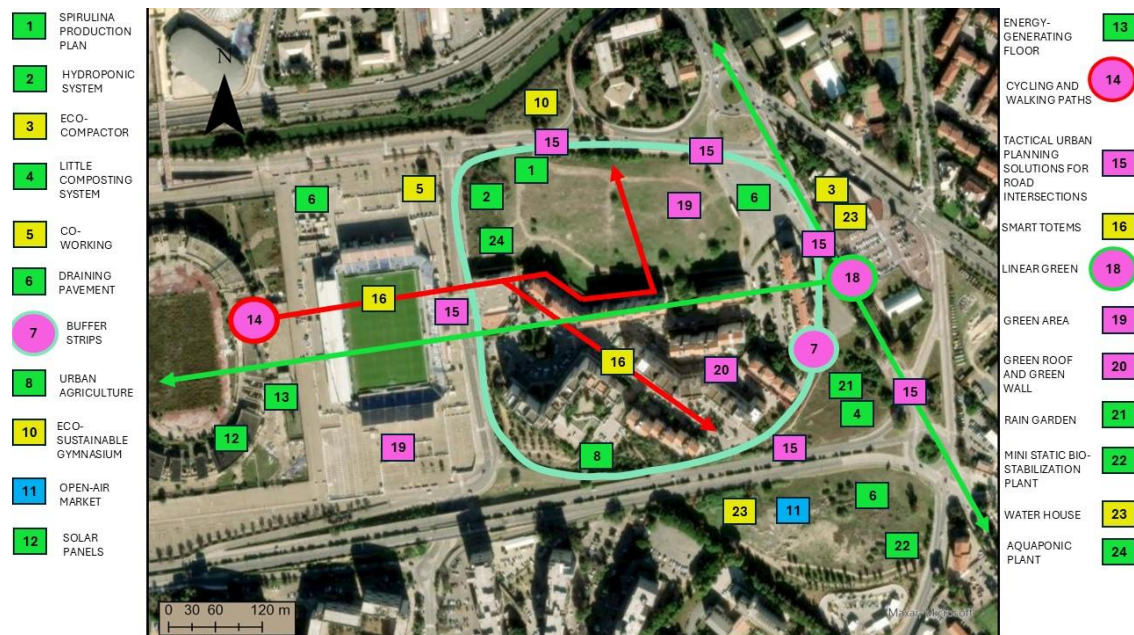 1
SPIRULINA
PRODUCTION
PLAN
2
HYDROPONIC
SYSTEM
3
ECO-
COMPACTOR
4
LITTLE
COMPOSTING
SYSTEM
5
CO-
WORKING
6
DRAINING
PAVEMENT
7
BUFFER
STRIPS
8
URBAN
AGRICULTURE
10
ECO-
SUSTAINABLE
GYMNASIUM
11
OPEN-AIR
MARKET
12
SOLAR
PANELS
N
10
15
15
1
5
6
2
19
6
3
23
24
15
18
16
14
15
7
16
20
21
13
4
15
12
19
8
15
23
11
6
22
0 30 60 120 m
Maxar, Microsoft
ENERGY-
GENERATING
FLOOR
13
CYCLING AND
WALKING PATHS
14
TACTICAL URBAN
PLANNING
SOLUTIONS FOR
ROAD
INTERSECTIONS
15
SMART TOTEMS
16
LINEAR GREEN
18
GREEN AREA
19
GREEN ROOF
AND GREEN
WALL
20
RAIN GARDEN
21
MINI STATIC BIO-
STABILIZATION
PLANT
22
WATER HOUSE
23
AQUAPONIC
PLANT
24